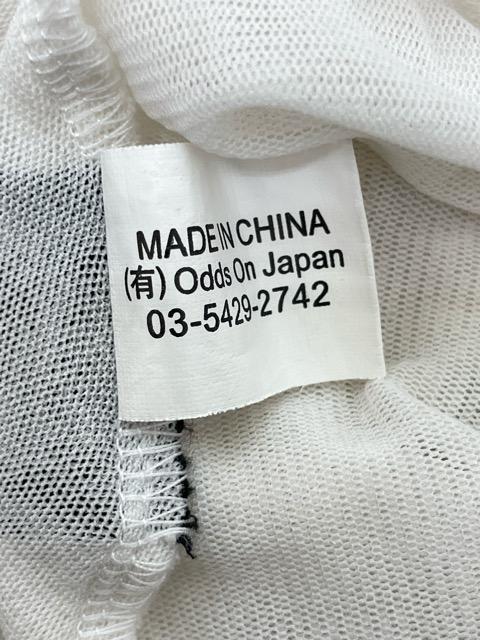 MADE IN CHINA
(有) Odds On Japan
03-5429-2742